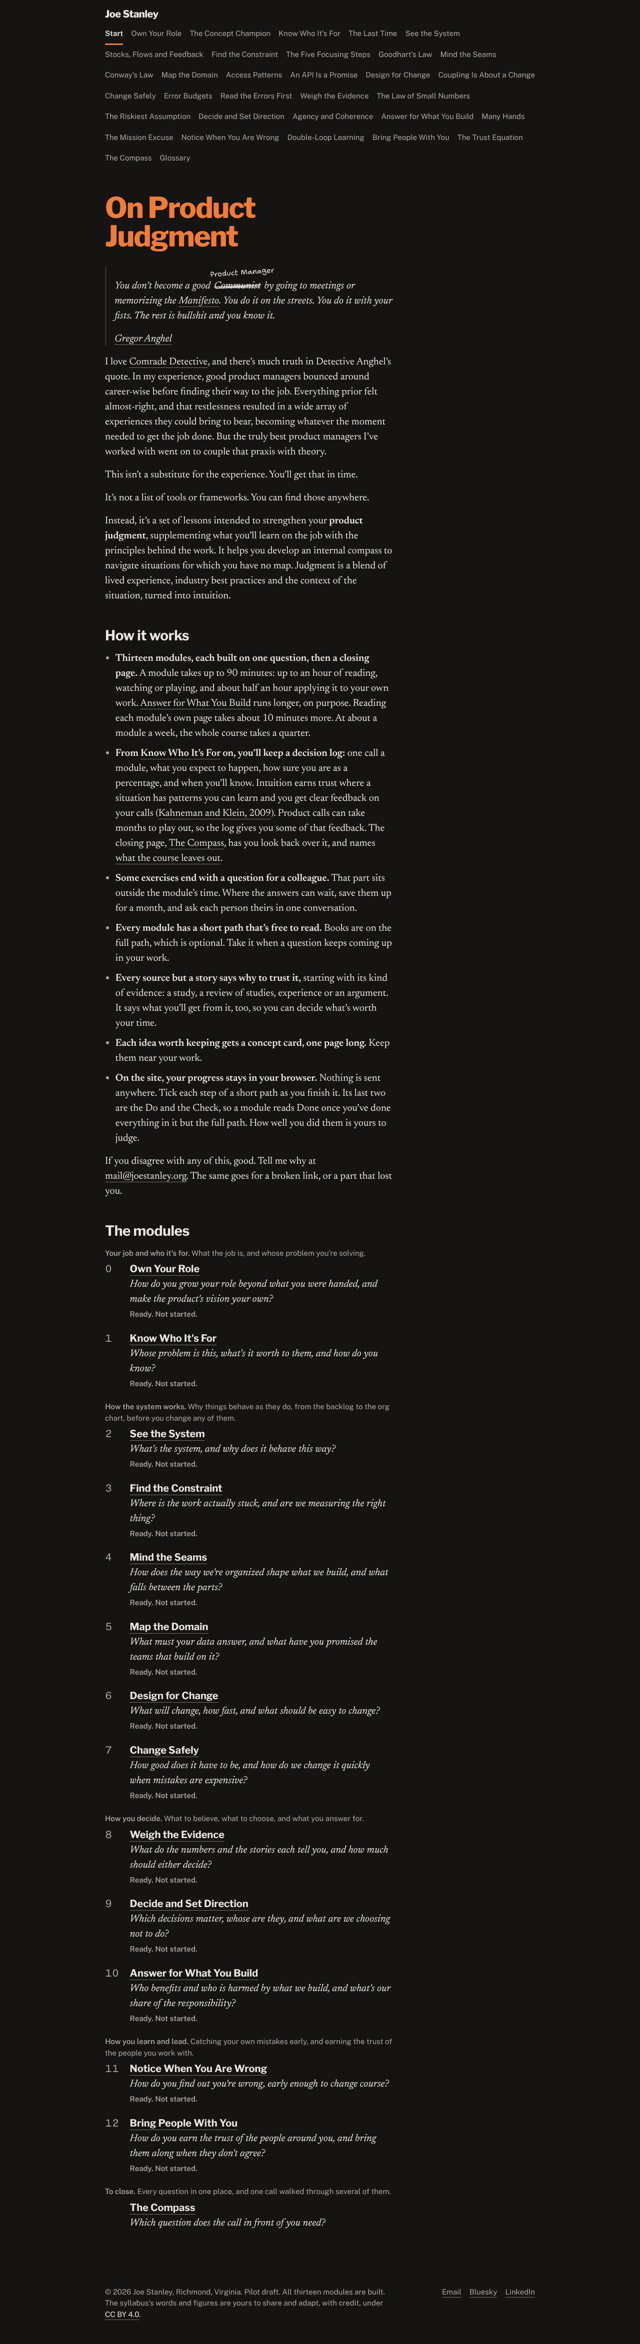 Joe Stanley
Start Own Your Role The Concept Champion Know Who It's For The Last Time See the System
Stocks, Flows and Feedback Find the Constraint The Five Focusing Steps Goodhart's Law Mind the Seams
Conway's Law Map the Domain Access Patterns An API Is a Promise Design for Change Coupling Is About a Change
Change Safely Error Budgets Read the Errors First Weigh the Evidence The Law of Small Numbers
The Riskiest Assumption Decide and Set Direction Agency and Coherence Answer for What You Build Many Hands
The Mission Excuse Notice When You Are Wrong Double-Loop Learning Bring People With You The Trust Equation
The Compass Glossary
On Product
Judgment
Product Manager
You don't become a good Communist by going to meetings or
memorizing the Manifesto. You do it on the streets. You do it with your
fists. The rest is bullshit and you know it.
Gregor Anghel
I love Comrade Detective, and there's much truth in Detective Anghel's
quote. In my experience, good product managers bounced around
career-wise before finding their way to the job. Everything prior felt
almost-right, and that restlessness resulted in a wide array of
experiences they could bring to bear, becoming whatever the moment
needed to get the job done. But the truly best product managers I've
worked with went on to couple that praxis with theory.
This isn't a substitute for the experience. You'll get that in time.
It's not a list of tools or frameworks. You can find those anywhere.
Instead, it's a set of lessons intended to strengthen your product
judgment, supplementing what you'll learn on the job with the
principles behind the work. It helps you develop an internal compass to
navigate situations for which you have no map. Judgment is a blend of
lived experience, industry best practices and the context of the
situation, turned into intuition.
How it works
• Thirteen modules, each built on one question, then a closing
page. A module takes up to 90 minutes: up to an hour of reading,
watching or playing, and about half an hour applying it to your own
work. Answer for What You Build runs longer, on purpose. Reading
each module's own page takes about 10 minutes more. At about a
module a week, the whole course takes a quarter.
• From Know Who It's For on, you'll keep a decision log: one call a
module, what you expect to happen, how sure you are as a
percentage, and when you'll know. Intuition earns trust where a
situation has patterns you can learn and you get clear feedback on
your calls (Kahneman and Klein, 2009). Product calls can take
months to play out, so the log gives you some of that feedback. The
closing page, The Compass, has you look back over it, and names
what the course leaves out.
• Some exercises end with a question for a colleague. That part sits
outside the module's time. Where the answers can wait, save them up
for a month, and ask each person theirs in one conversation.
• Every module has a short path that's free to read. Books are on the
full path, which is optional. Take it when a question keeps coming up
in your work.
• Every source but a story says why to trust it, starting with its kind
of evidence: a study, a review of studies, experience or an argument.
It says what you'll get from it, too, so you can decide what's worth
your time.
• Each idea worth keeping gets a concept card, one page long. Keep
them near your work.
• On the site, your progress stays in your browser. Nothing is sent
anywhere. Tick each step of a short path as you finish it. Its last two
are the Do and the Check, so a module reads Done once you've done
everything in it but the full path. How well you did them is yours to
judge.
If you disagree with any of this, good. Tell me why at
mail@joestanley.org. The same goes for a broken link, or a part that lost
you.
The modules
Your job and who it's for. What the job is, and whose problem you're solving.
0 Own Your Role
How do you grow your role beyond what you were handed, and
make the product's vision your own?
Ready. Not started.
1 Know Who It's For
Whose problem is this, what's it worth to them, and how do you
know?
Ready. Not started.
How the system works. Why things behave as they do, from the backlog to the org
chart, before you change any of them.
2 See the System
What's the system, and why does it behave this way?
Ready. Not started.
3 Find the Constraint
Where is the work actually stuck, and are we measuring the right
thing?
Ready. Not started.
4 Mind the Seams
How does the way we're organized shape what we build, and what
falls between the parts?
Ready. Not started.
5 Map the Domain
What must your data answer, and what have you promised the
teams that build on it?
Ready. Not started.
6 Design for Change
What will change, how fast, and what should be easy to change?
Ready. Not started.
7 Change Safely
How good does it have to be, and how do we change it quickly
when mistakes are expensive?
Ready. Not started.
How you decide. What to believe, what to choose, and what you answer for.
8 Weigh the Evidence
What do the numbers and the stories each tell you, and how much
should either decide?
Ready. Not started.
9 Decide and Set Direction
Which decisions matter, whose are they, and what are we choosing
not to do?
Ready. Not started.
10 Answer for What You Build
Who benefits and who is harmed by what we build, and what's our
share of the responsibility?
Ready. Not started.
How you learn and lead. Catching your own mistakes early, and earning the trust of
the people you work with.
11 Notice When You Are Wrong
How do you find out you're wrong, early enough to change course?
Ready. Not started.
12 Bring People With You
How do you earn the trust of the people around you, and bring
them along when they don't agree?
Ready. Not started.
To close. Every question in one place, and one call walked through several of them.
The Compass
Which question does the call in front of you need?
© 2026 Joe Stanley, Richmond, Virginia. Pilot draft. All thirteen modules are built.
The syllabus's words and figures are yours to share and adapt, with credit, under
CC BY 4.0.
Email Bluesky LinkedIn